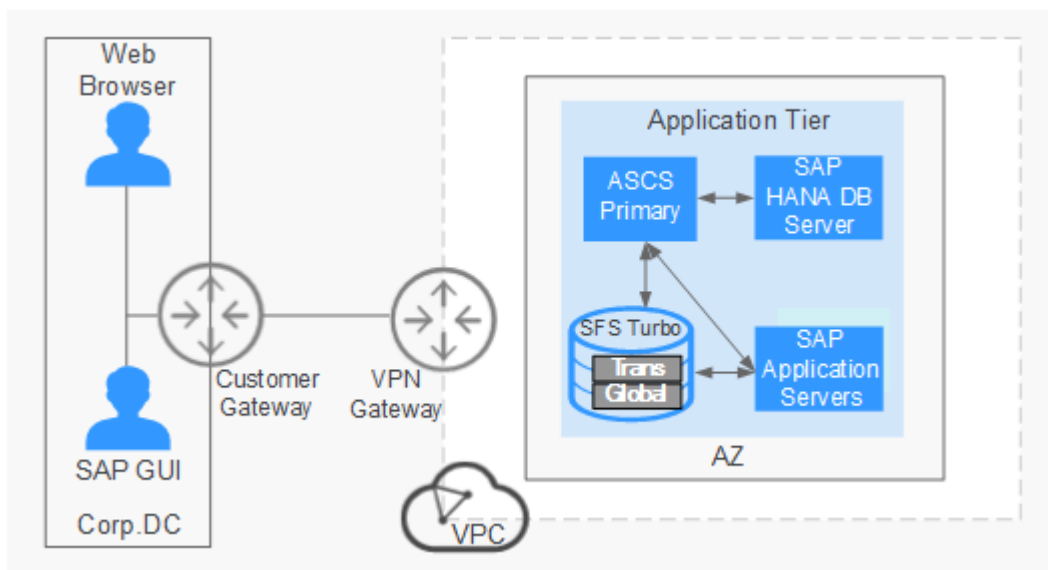 Web
Browser
SAP GUI
Corp.DC
Customer
Gateway
VPN
Gateway
VPC
Application Tier
ASCS
Primary
SAP
HANA DB
Server
SFS Turbo
Trans
Global
SAP
Application
Servers
AZ